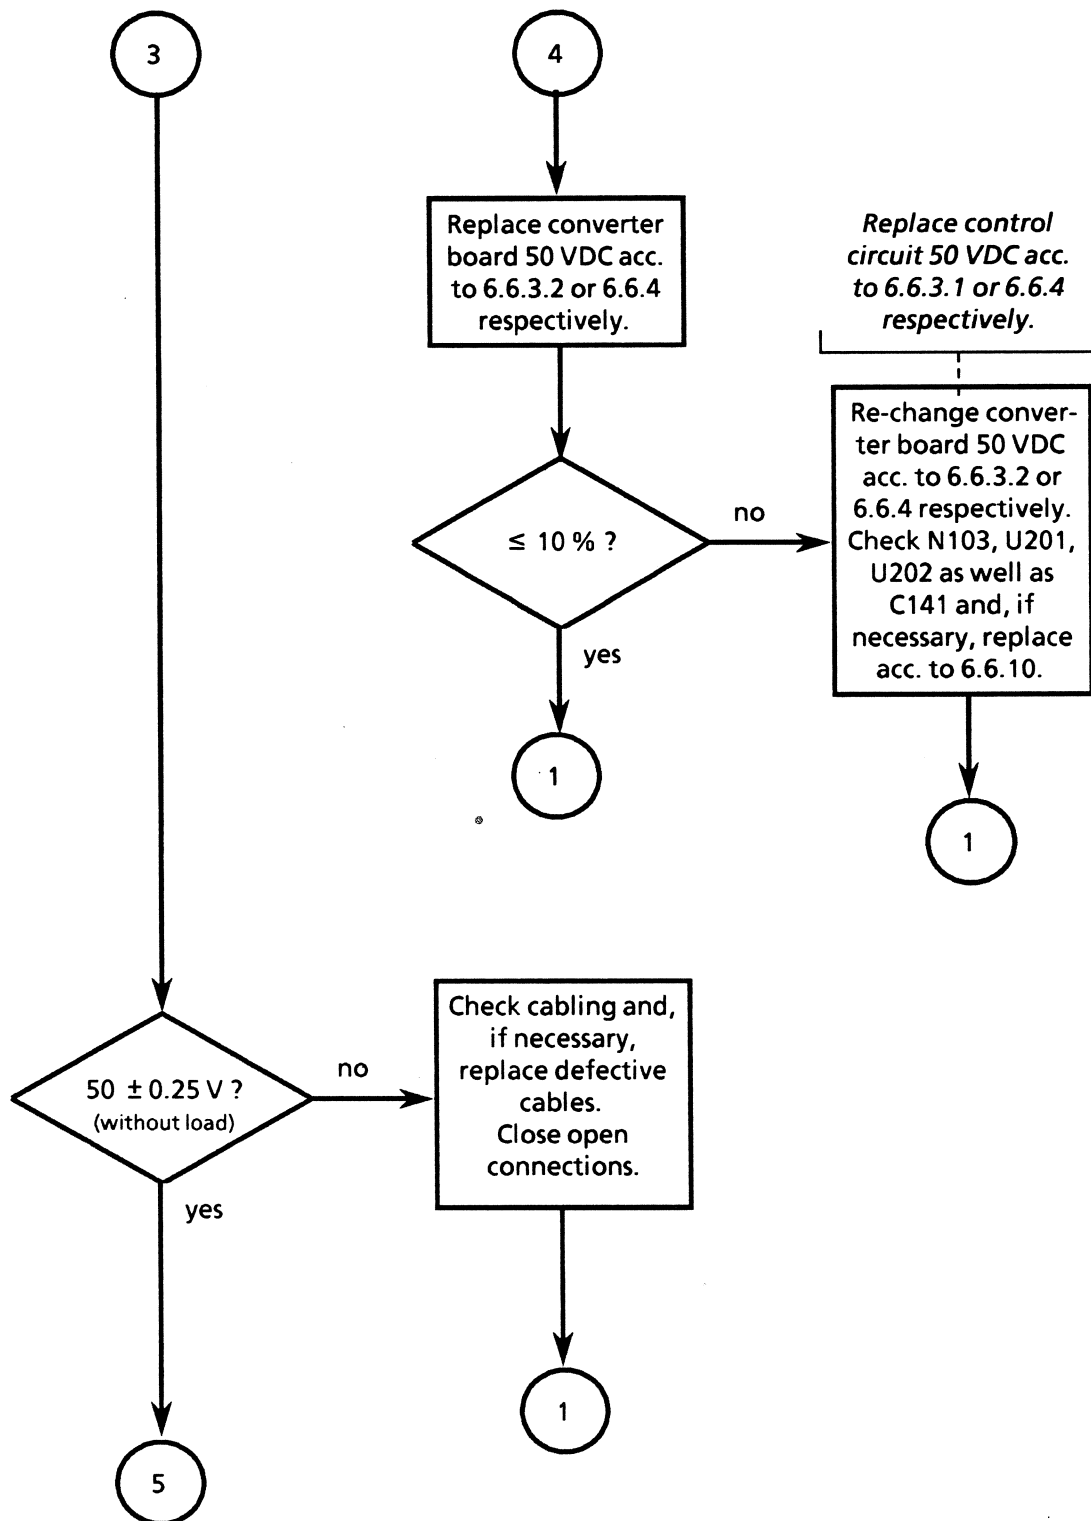 3
4
Replace converter
board 50 VDC acc.
to 6.6.3.2 or 6.6.4
respectively.
Replace control
circuit 50 VDC acc.
to 6.6.3.1 or 6.6.4
respectively.
≤ 10 % ?
no
yes
Re-change conver-
ter board 50 VDC
acc. to 6.6.3.2 or
6.6.4 respectively.
Check N103, U201,
U202 as well as
C141 and, if
necessary, replace
acc. to 6.6.10.
1
1
50 ± 0.25 V ?
(without load)
no
yes
Check cabling and,
if necessary,
replace defective
cables.
Close open
connections.
1
5